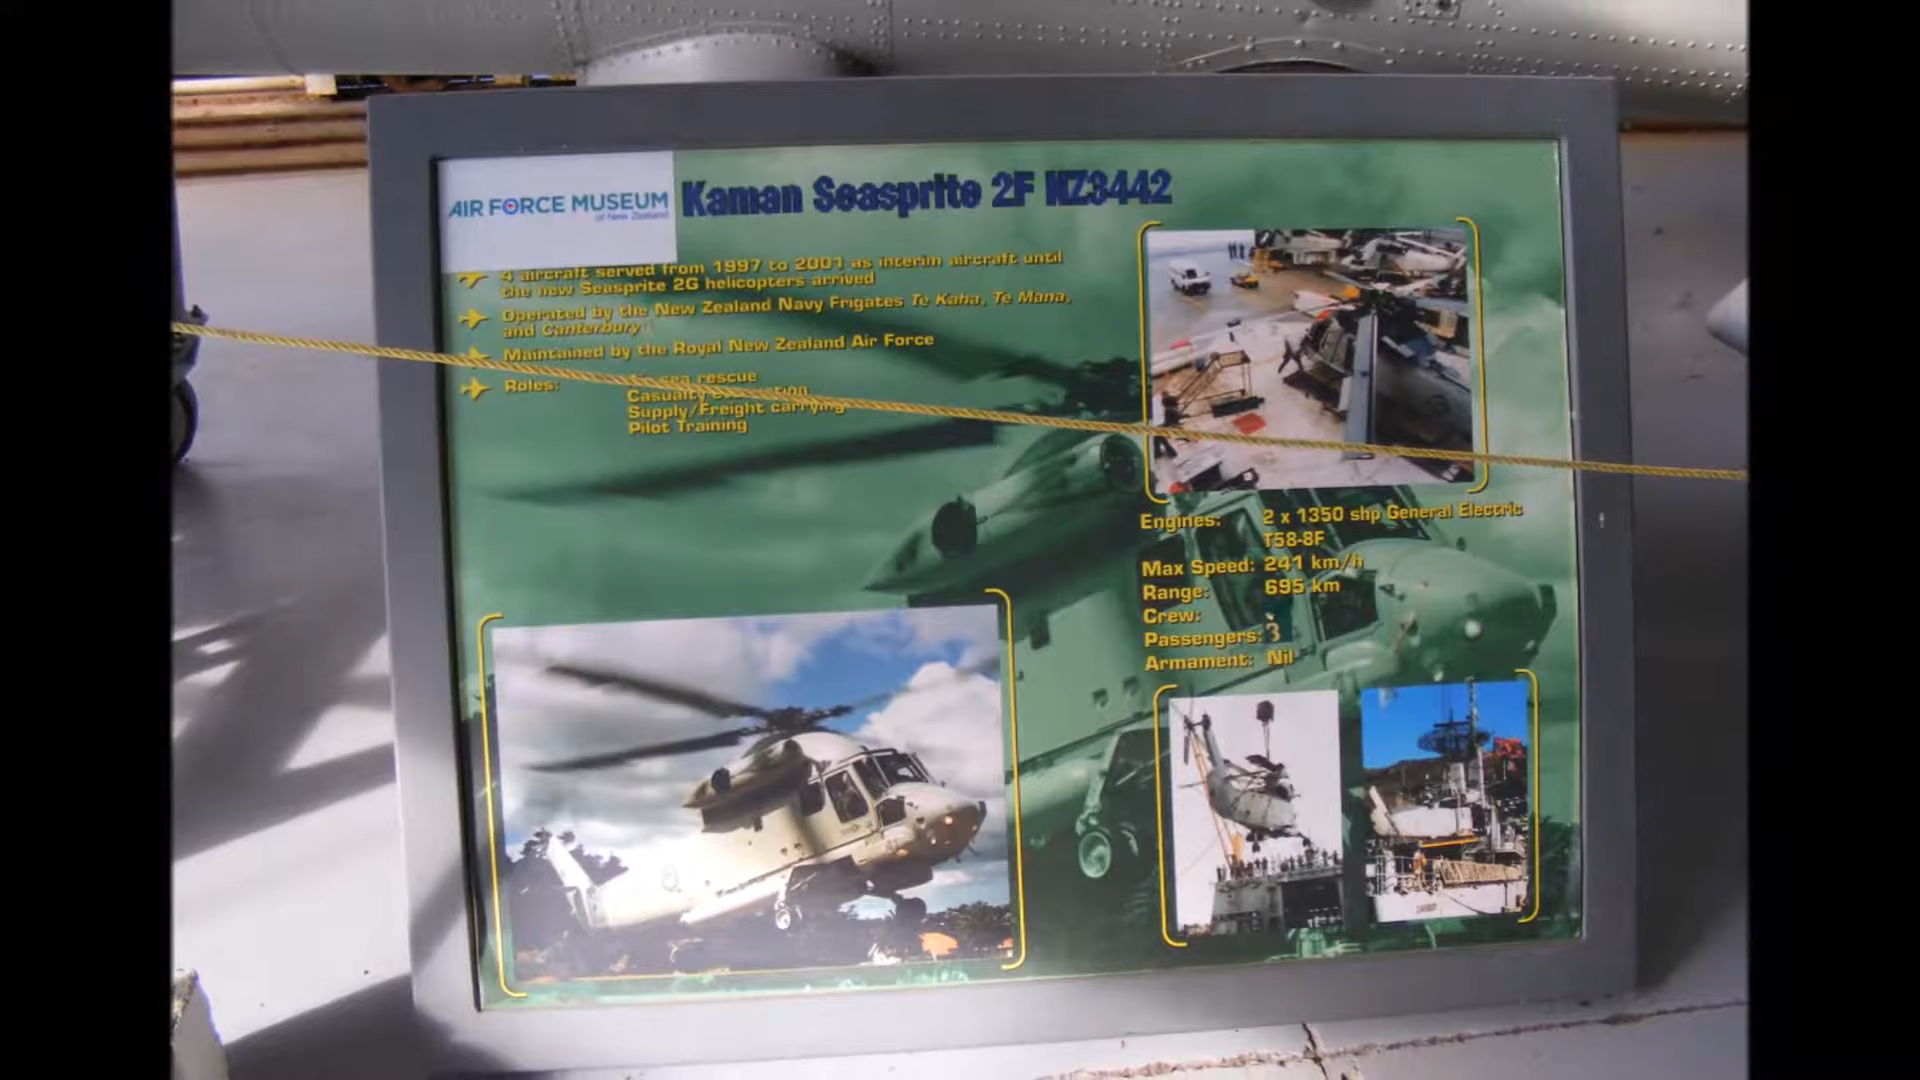 AIR FORCE MUSEUM
of New Zealand
Kaman Seasprite 2F NZ3442
4 aircraft served from 1997 to 2001 as interim aircraft until
the new Seasprite 2G helicopters arrived
Operated by the New Zealand Navy Frigates Te Kaha, Te Mana,
and Canterbury
Maintained by the Royal New Zealand Air Force
Roles:
sea rescue
Casualty
Supply/Freight carrying
Pilot Training
Engines: 2 x 1350 shp General Electric
T58-8F
Max Speed: 241 km/h
Range: 695 km
Crew:
Passengers: 3
Armament: Nil